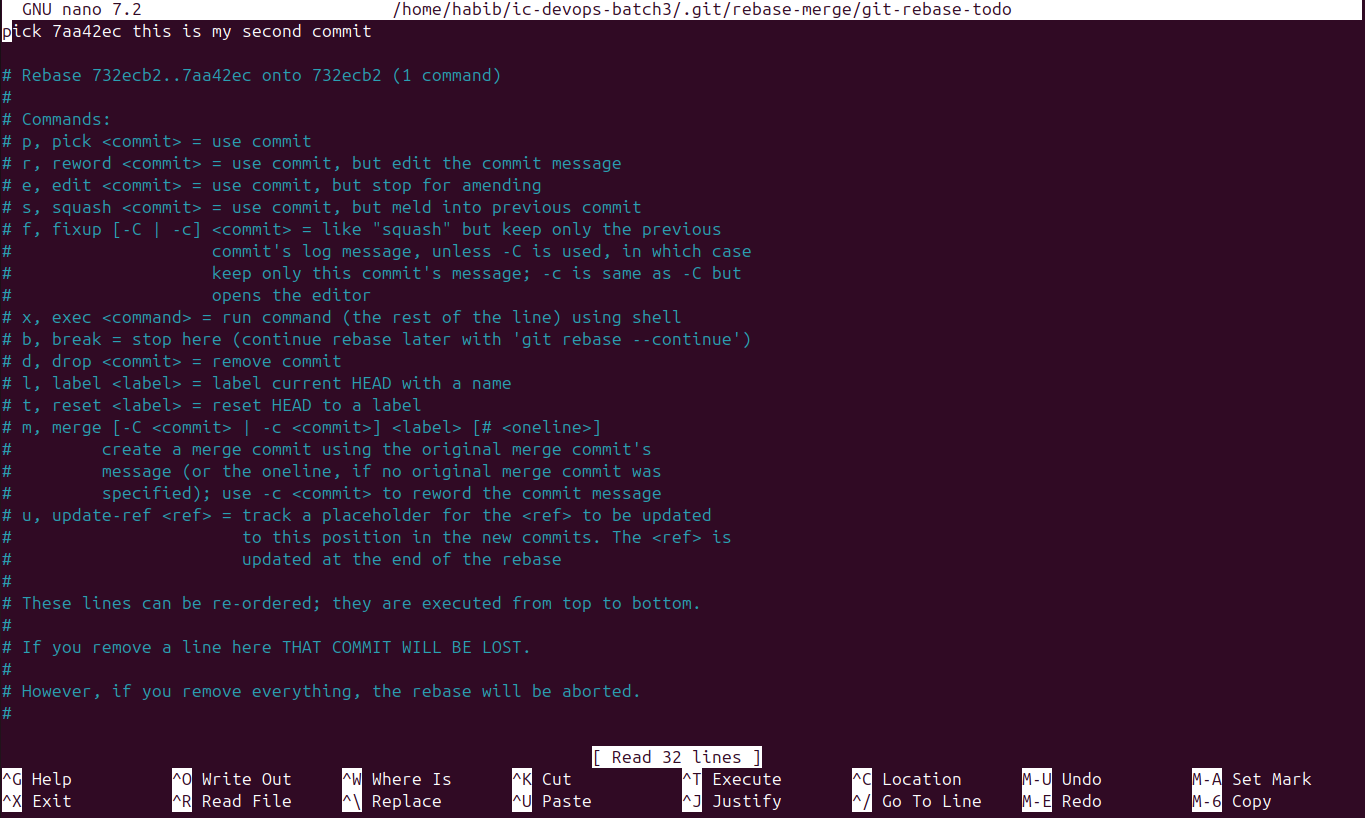 GNU nano 7.2 /home/habib/ic-devops-batch3/.git/rebase-merge/git-rebase-todo
pick 7aa42ec this is my second commit
# Rebase 732ecb2..7aa42ec onto 732ecb2 (1 command)
#
# Commands:
# p, pick <commit> = use commit
# r, reword <commit> = use commit, but edit the commit message
# e, edit <commit> = use commit, but stop for amending
# s, squash <commit> = use commit, but meld into previous commit
# f, fixup [-C | -c] <commit> = like "squash" but keep only the previous
#                    commit's log message, unless -C is used, in which case
#                    keep only this commit's message; -c is same as -C but
#                    opens the editor
# x, exec <command> = run command (the rest of the line) using shell
# b, break = stop here (continue rebase later with 'git rebase --continue')
# d, drop <commit> = remove commit
# l, label <label> = label current HEAD with a name
# t, reset <label> = reset HEAD to a label
# m, merge [-C <commit> | -c <commit>] <label> [# <oneline>]
#         create a merge commit using the original merge commit's
#         message (or the oneline, if no original merge commit was
#         specified); use -c <commit> to reword the commit message
# u, update-ref <ref> = track a placeholder for the <ref> to be updated
#                       to this position in the new commits. The <ref> is
#                       updated at the end of the rebase
#
# These lines can be re-ordered; they are executed from top to bottom.
#
# If you remove a line here THAT COMMIT WILL BE LOST.
#
# However, if you remove everything, the rebase will be aborted.
#
[ Read 32 lines ]
^G Help ^O Write Out ^W Where Is ^K Cut ^T Execute ^C Location M-U Undo M-A Set Mark
^X Exit ^R Read File ^\ Replace ^U Paste ^J Justify ^/ Go To Line M-E Redo M-6 Copy